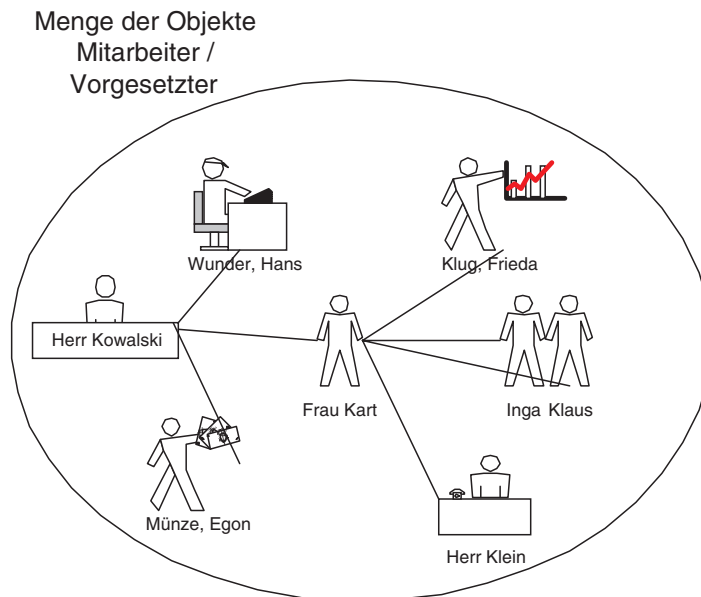 Menge der Objekte
Mitarbeiter /
Vorgesetzter
Wunder, Hans
Klug, Frieda
Herr Kowalski
Frau Kart
Inga Klaus
Münze, Egon
Herr Klein